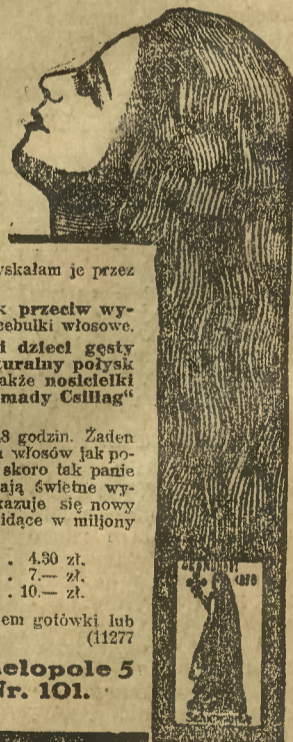 yskałam je przez
k przeciw wy-
cebulki włosowe.
i dzieci gęsty
turalny połysk
akże nosicielki
mady Csillag“
8 godzin. Żaden
włosów jak po-
skoro tak panie
ają świetne wy-
kazuje się nowy
idące w miljony
. 4.30 zł.
. 7.— zł.
. 10.— zł.
em gotówki lub
(11277
elopole 5
Nr. 101.